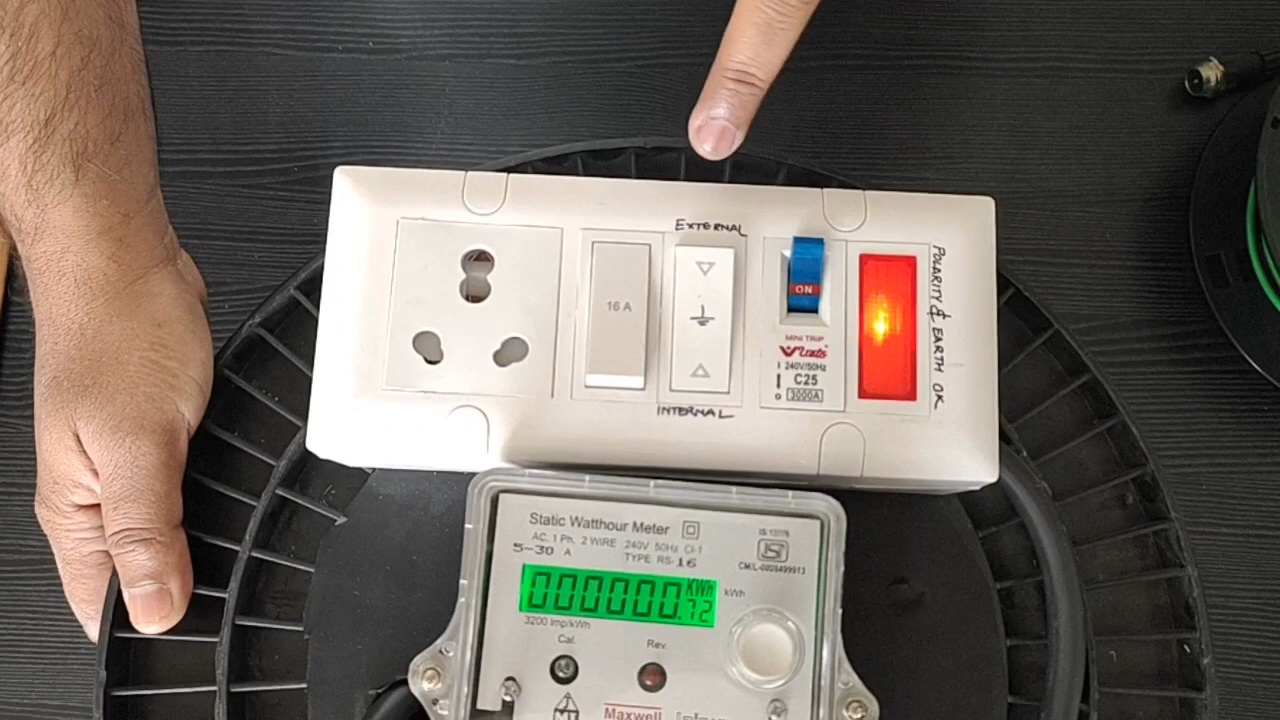 EXTERNAL
16 A
INTERNAL
ON
MINI TRIP
240V/50Hz
C25
3000A
POLARITY & EARTH OK
Static Watthour Meter
AC. 1 Ph. 2 WIRE 240V 50Hz Cl-1
5-30 A
TYPE RS-16
CM/L-
000000.72 KWh
kWh
3200 Imp/kWh
Cal.
Rev.
Maxwell